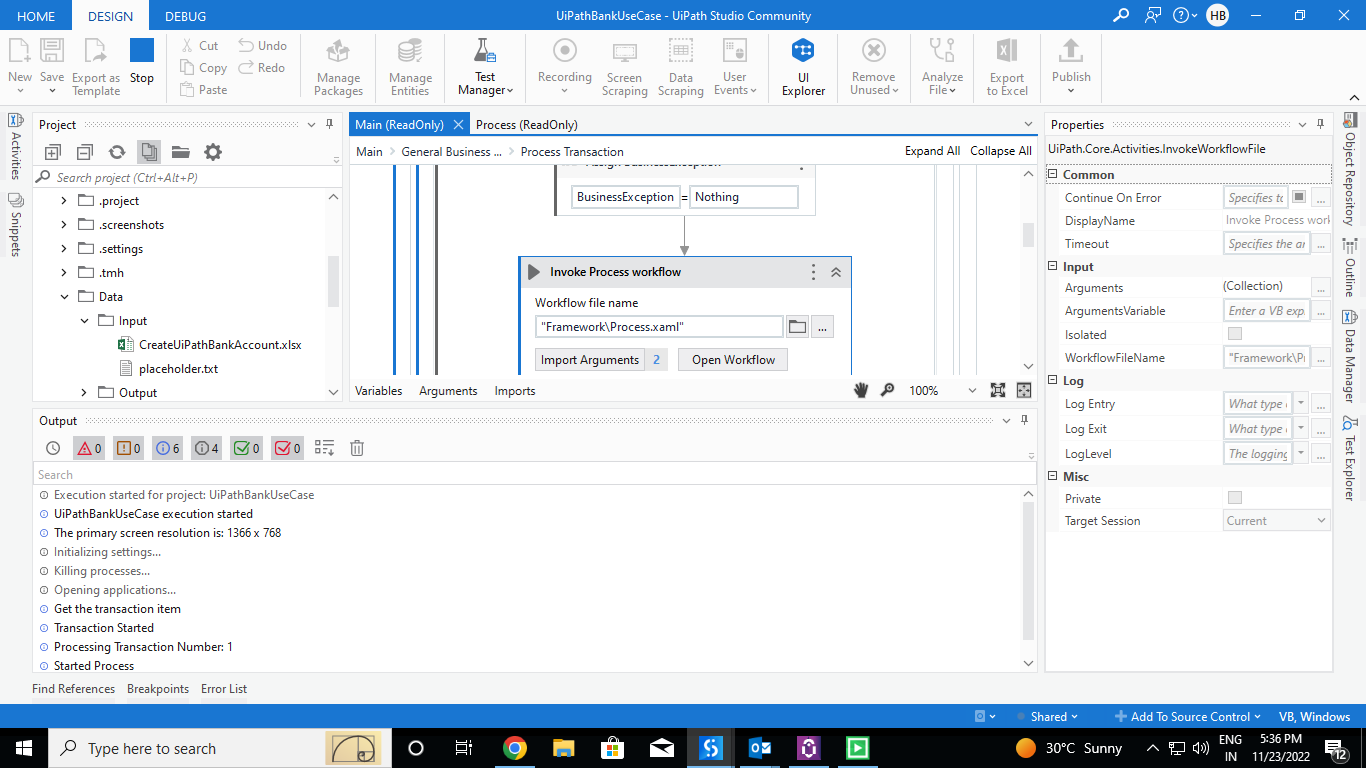 HOME DESIGN DEBUG UiPathBankUseCase - UiPath Studio Community HB
New Save Export as Template Stop
Cut Copy Paste Undo Redo
Manage Packages Manage Entities Test Manager Recording Screen Scraping Data Scraping User Events UI Explorer Remove Unused Analyze File Export to Excel Publish
Activities
Snippets
Project
Search project (Ctrl+Alt+P)
.project
.screenshots
.settings
.tmh
Data
Input
CreateUiPathBankAccount.xlsx
placeholder.txt
Output
Main (ReadOnly) Process (ReadOnly)
Main General Business ... Process Transaction Expand All Collapse All
Assign BusinessException
BusinessException = Nothing
Invoke Process workflow
Workflow file name
"Framework\Process.xaml" ...
Import Arguments 2 Open Workflow
Variables Arguments Imports 100%
Properties
UiPath.Core.Activities.InvokeWorkflowFile
Common
Continue On Error Specifies to ...
DisplayName Invoke Process work
Timeout Specifies the ar ...
Input
Arguments (Collection) ...
ArgumentsVariable Enter a VB exp ...
Isolated
WorkflowFileName "Framework\Pr ...
Log
Log Entry What type ...
Log Exit What type ...
LogLevel The logging ...
Misc
Private
Target Session Current
Object Repository
Outline
Data Manager
Test Explorer
Output
0 0 6 4 0 0
Search
Execution started for project: UiPathBankUseCase
UiPathBankUseCase execution started
The primary screen resolution is: 1366 x 768
Initializing settings...
Killing processes...
Opening applications...
Get the transaction item
Transaction Started
Processing Transaction Number: 1
Started Process
Find References Breakpoints Error List
Shared Add To Source Control VB, Windows
Type here to search
30°C Sunny
ENG IN
5:36 PM
11/23/2022
12